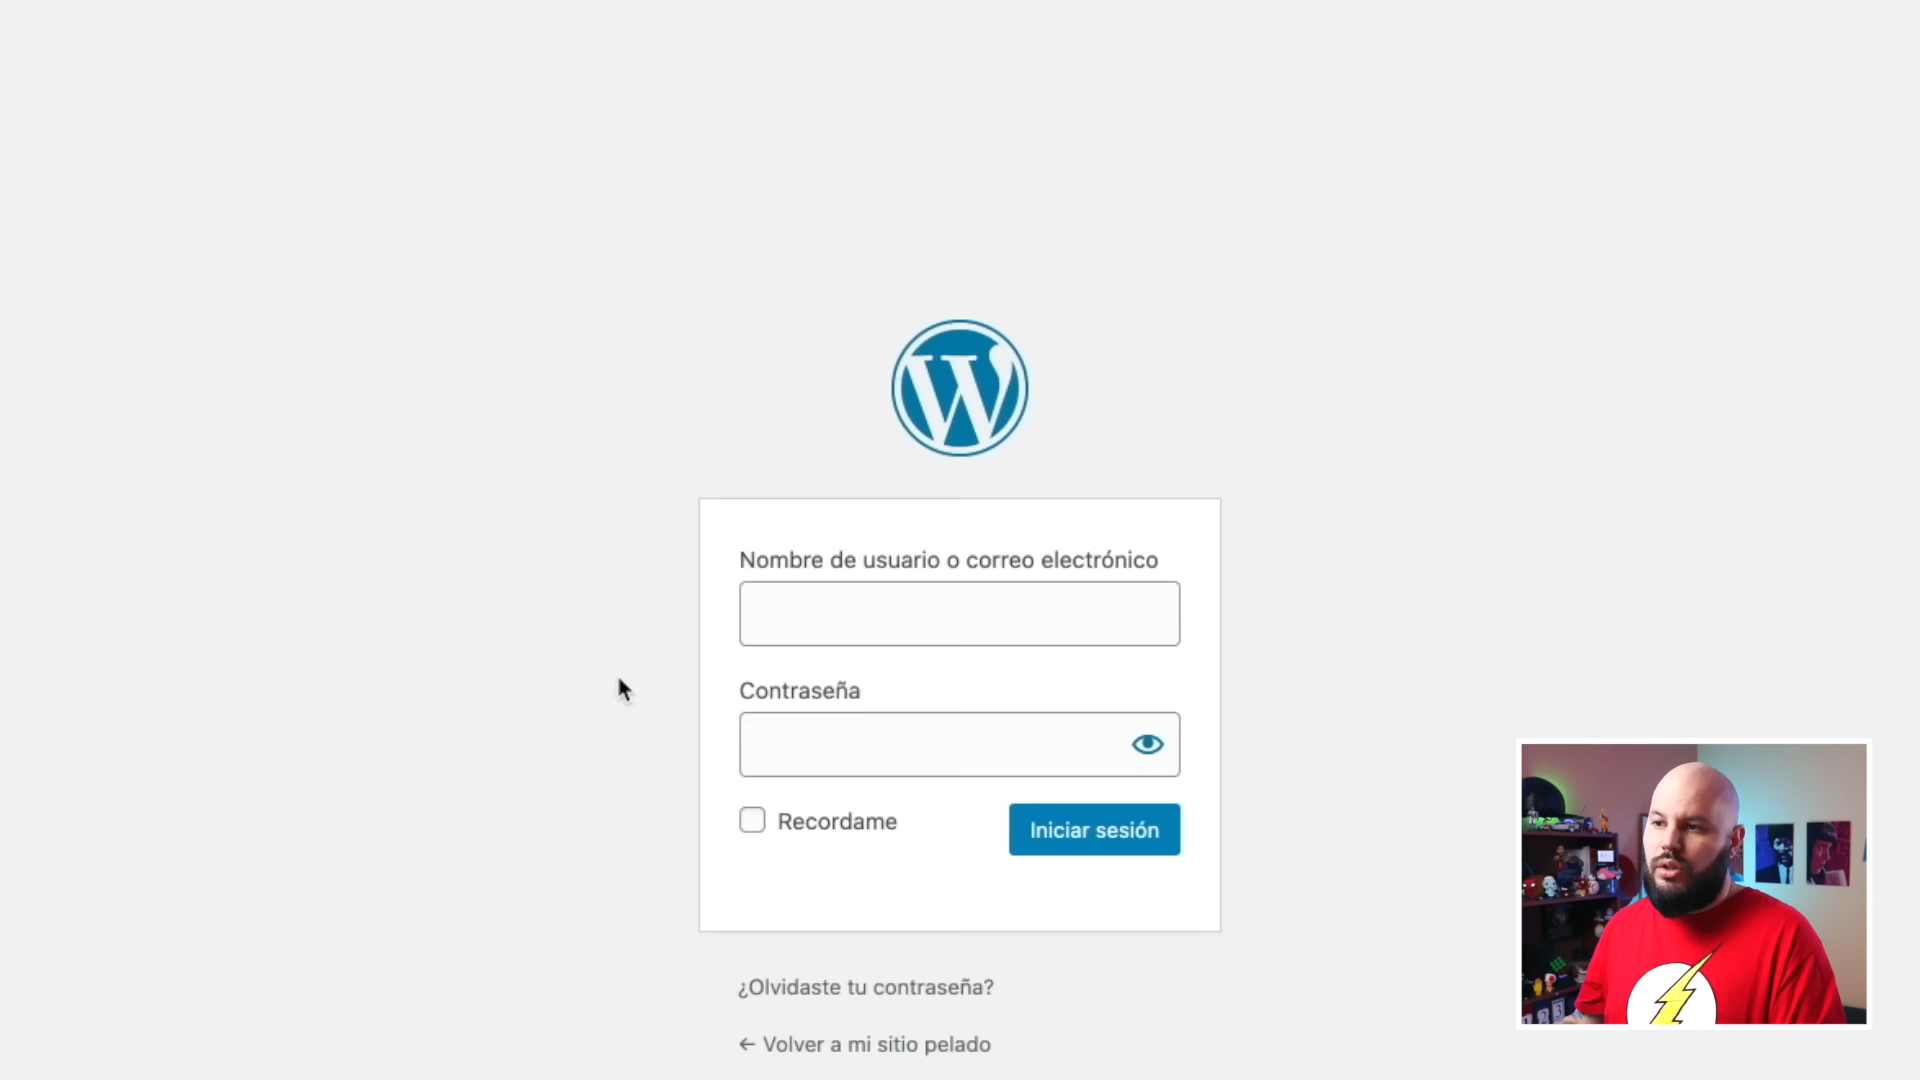 Nombre de usuario o correo electrónico
Contraseña
Recordame
Iniciar sesión
¿Olvidaste tu contraseña?
← Volver a mi sitio pelado